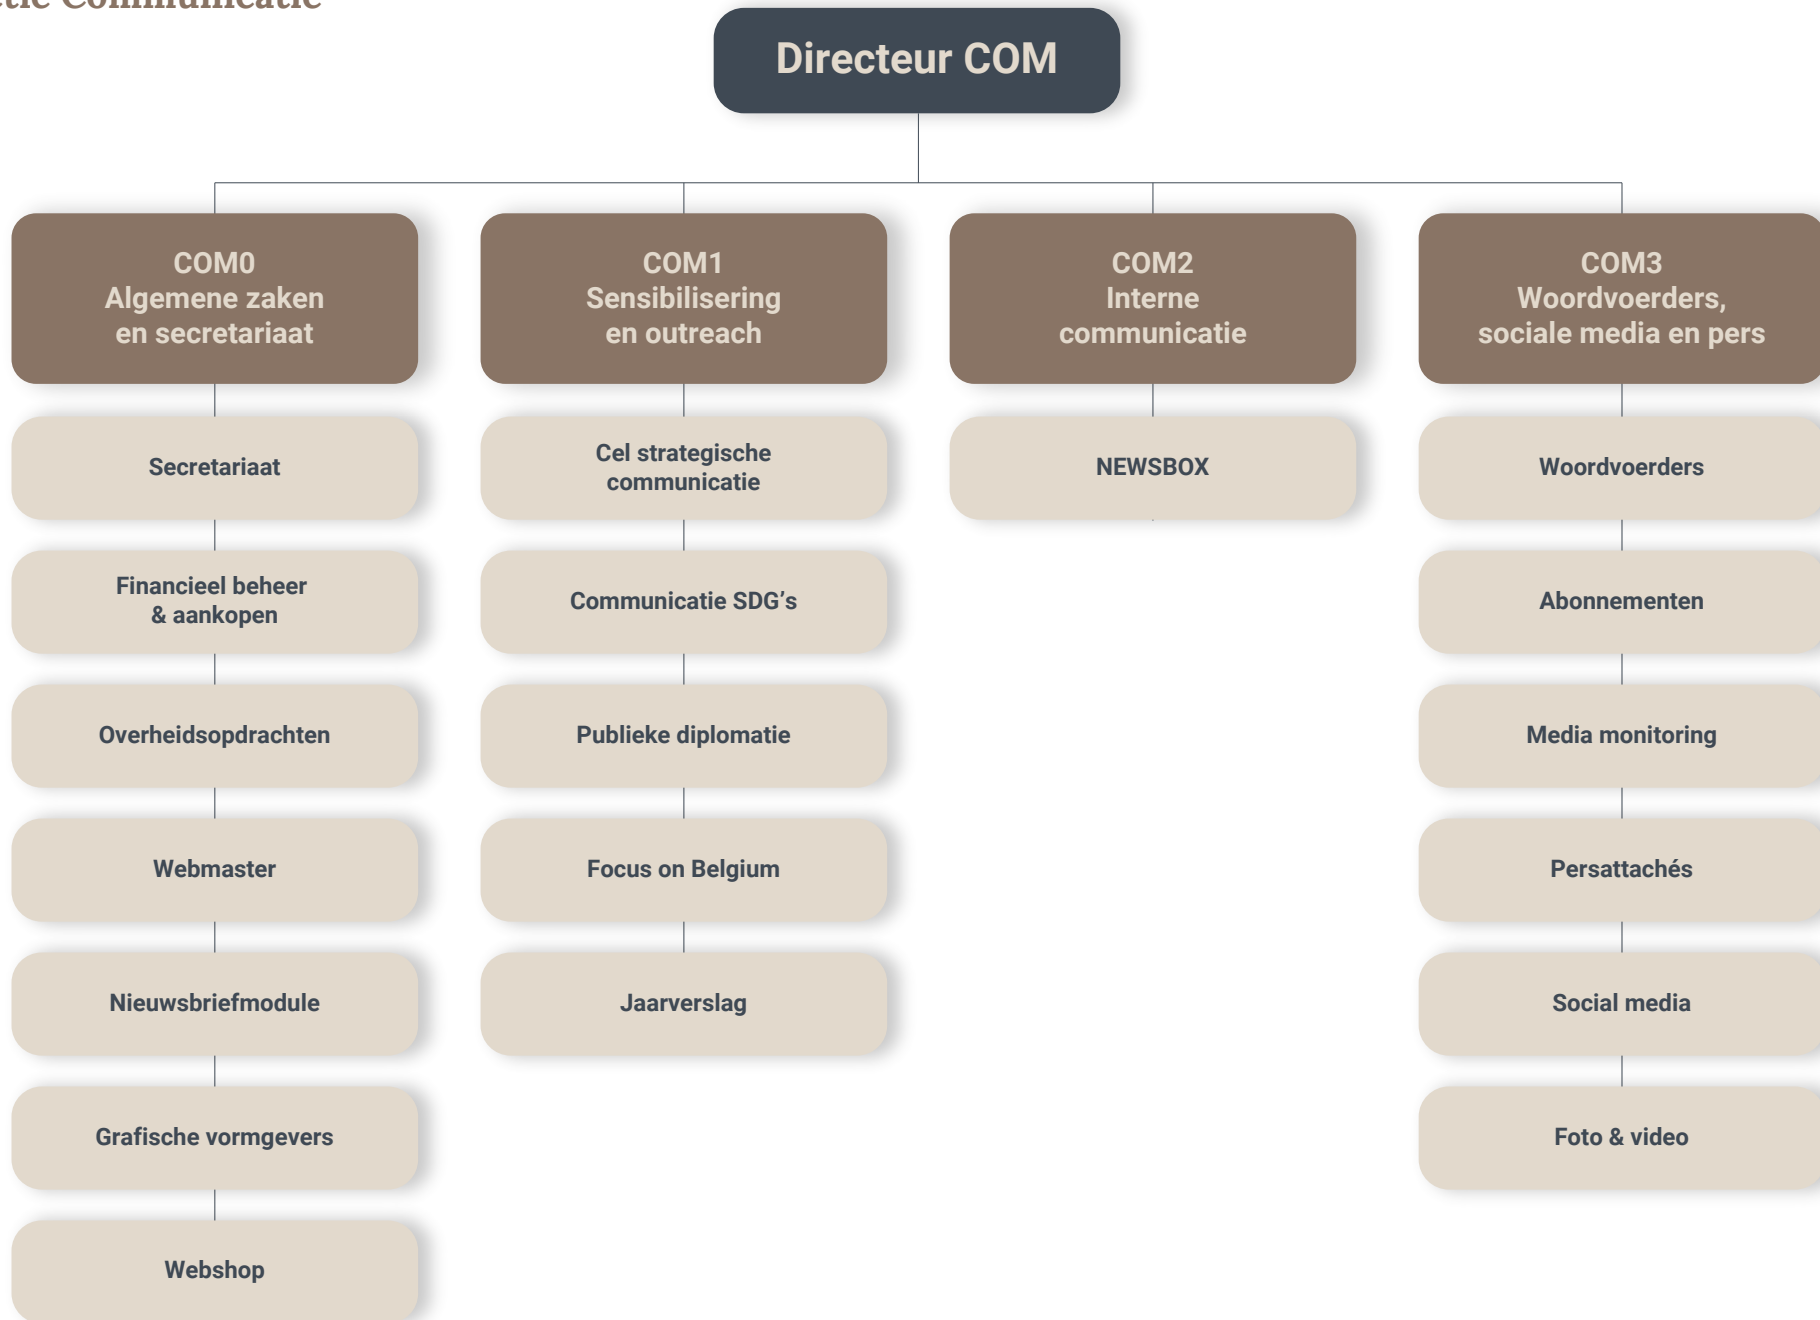 Communicatie
Directeur COM
COM0
Algemene zaken
en secretariaat
Secretariaat
Financieel beheer
& aankopen
Overheidsopdrachten
Webmaster
Nieuwsbriefmodule
Grafische vormgevers
Webshop
COM1
Sensibilisering
en outreach
Cel strategische
communicatie
Communicatie SDG’s
Publieke diplomatie
Focus on Belgium
Jaarverslag
COM2
Interne
communicatie
NEWSBOX
COM3
Woordvoerders,
sociale media en pers
Woordvoerders
Abonnementen
Media monitoring
Persattachés
Social media
Foto & video